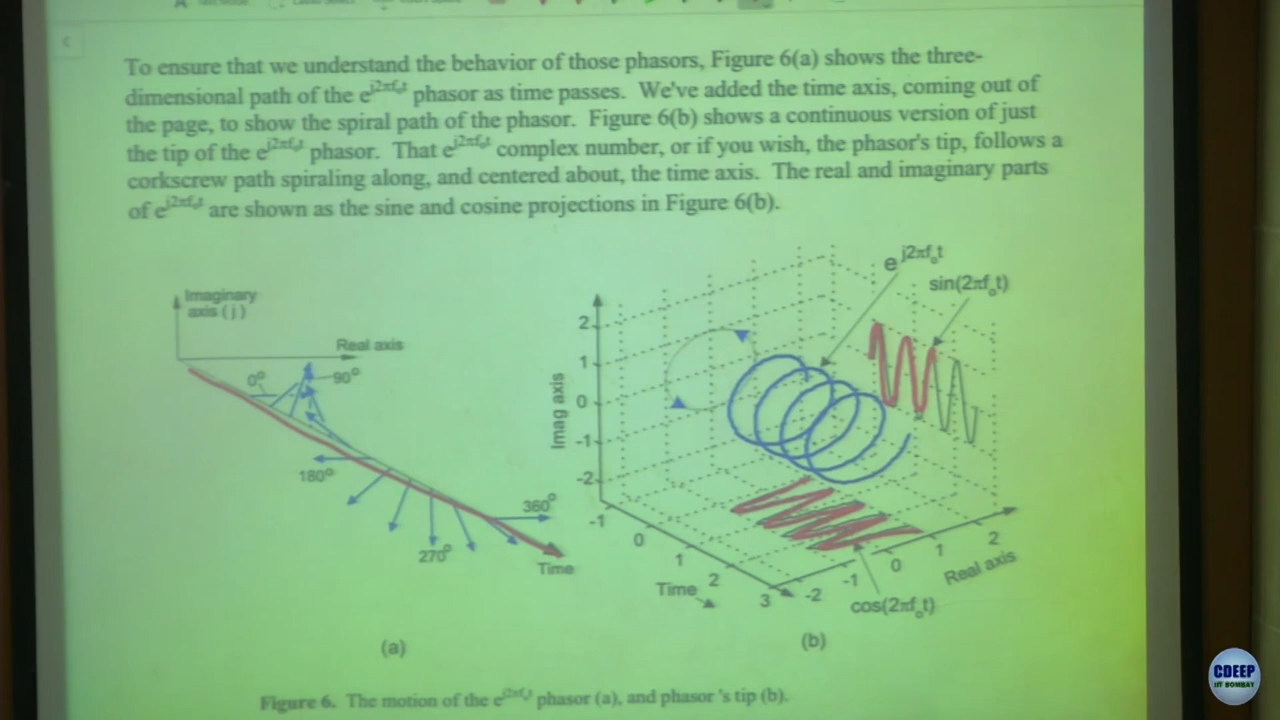 To ensure that we understand the behavior of those phasors, Figure 6(a) shows the three-
dimensional path of the e^j2πfₒt phasor as time passes. We've added the time axis, coming out of
the page, to show the spiral path of the phasor. Figure 6(b) shows a continuous version of just
the tip of the e^j2πfₒt phasor. That e^j2πfₒt complex number, or if you wish, the phasor's tip, follows a
corkscrew path spiraling along, and centered about, the time axis. The real and imaginary parts
of e^j2πfₒt are shown as the sine and cosine projections in Figure 6(b).
Imaginary
axis ( j )
Real axis
0°
90°
180°
270°
360°
Time
(a)
e^j2πfₒt
sin(2πfₒt)
Imag axis
2
1
0
-1
-2
-1
0
1
2
3
Time
-2
-1
0
1
2
Real axis
cos(2πfₒt)
(b)
Figure 6. The motion of the e^j2πfₒt phasor (a), and phasor's tip (b).
CDEEP
IIT BOMBAY